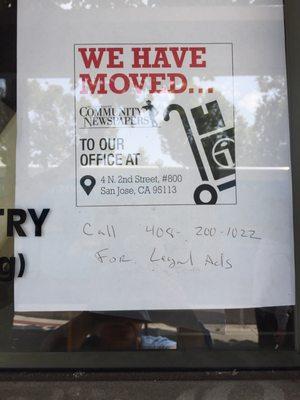 WE HAVE
MOVED...
COMMUNITY
NEWSPAPERS
TO OUR
OFFICE AT
4 N. 2nd Street, #800
San Jose, CA 95113
TRY
g)
Call 408-200-1022
For Legal Ads